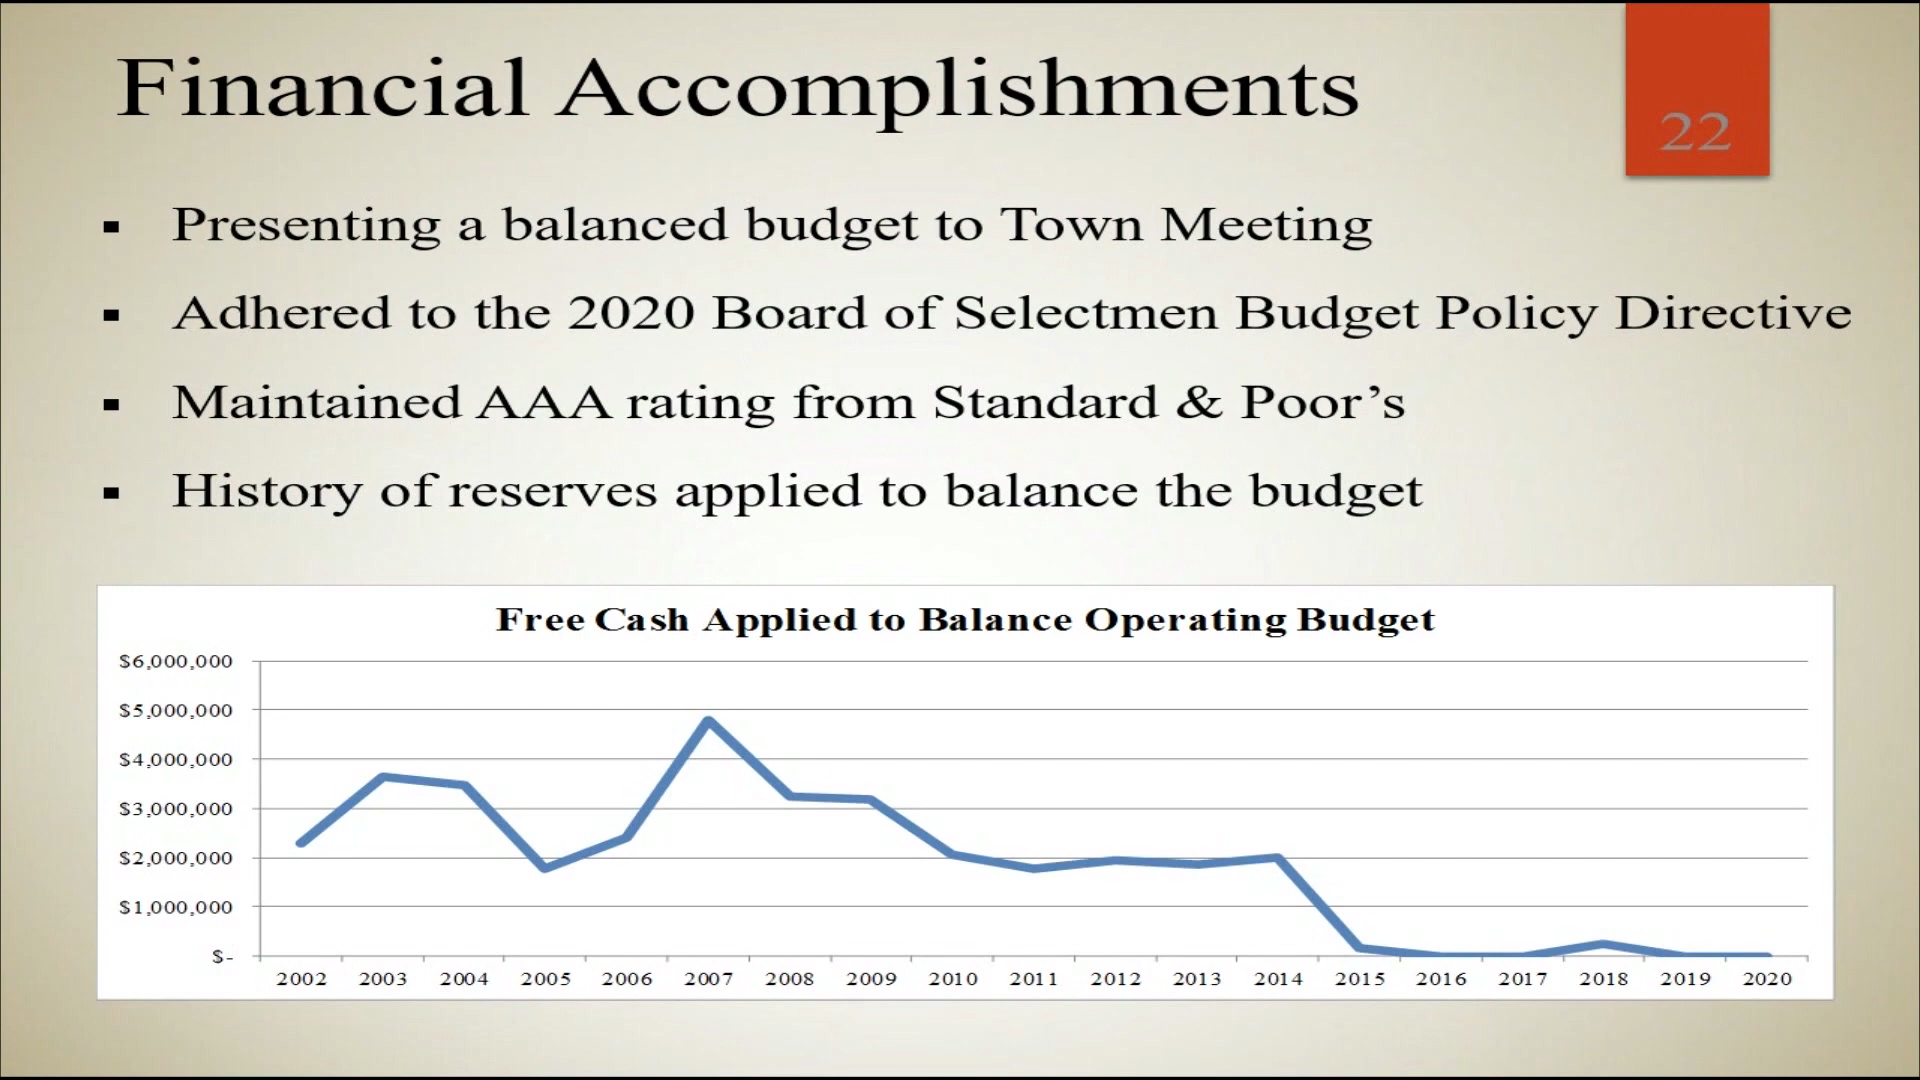 Financial Accomplishments
22
▪ Presenting a balanced budget to Town Meeting
▪ Adhered to the 2020 Board of Selectmen Budget Policy Directive
▪ Maintained AAA rating from Standard & Poor’s
▪ History of reserves applied to balance the budget
Free Cash Applied to Balance Operating Budget
$6,000,000
$5,000,000
$4,000,000
$3,000,000
$2,000,000
$1,000,000
$-
2002 2003 2004 2005 2006 2007 2008 2009 2010 2011 2012 2013 2014 2015 2016 2017 2018 2019 2020